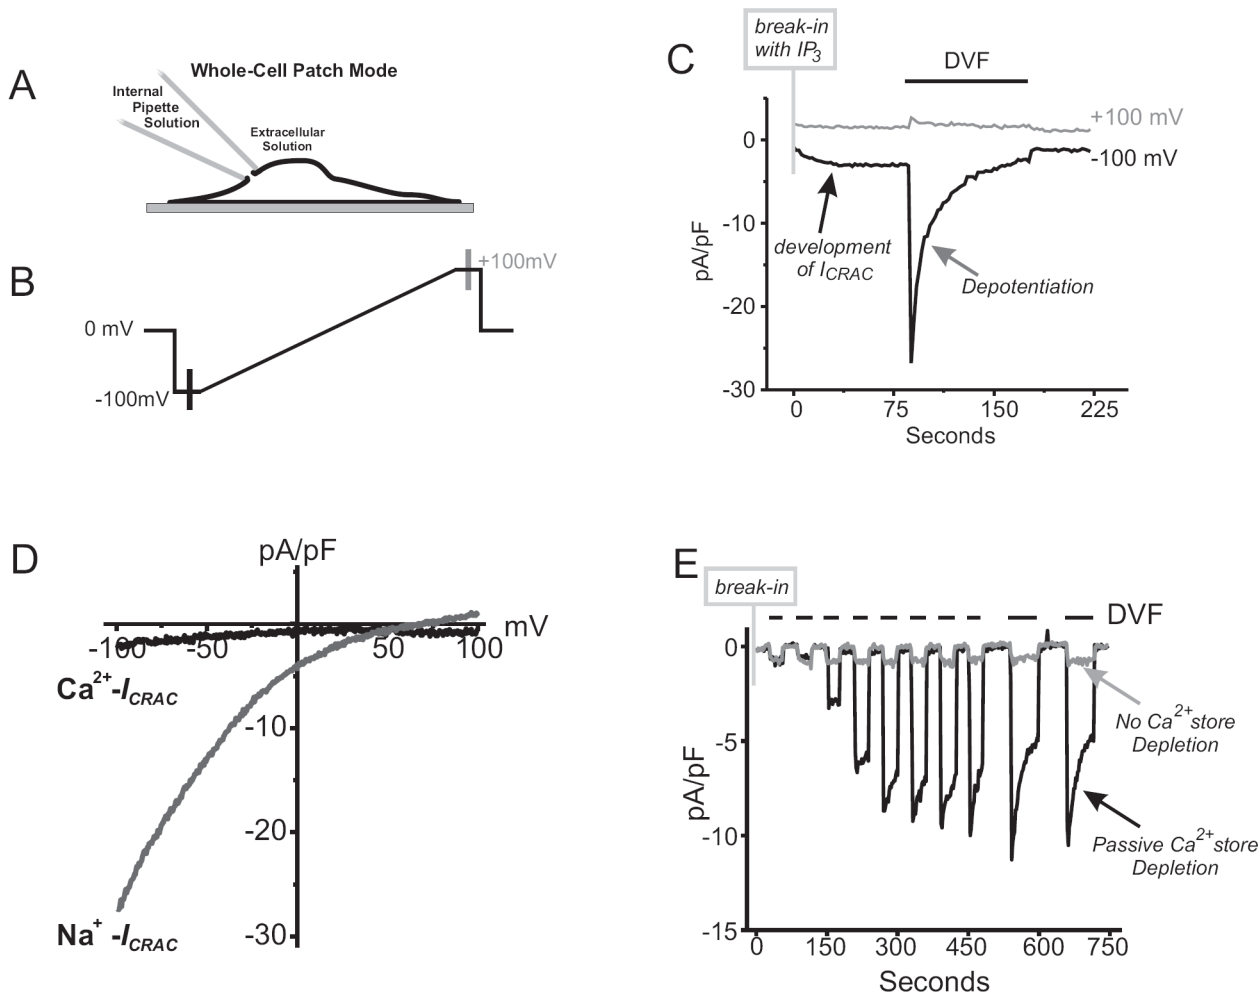 A
Whole-Cell Patch Mode
Internal
Pipette
Solution
Extracellular
Solution
B
+100mV
0 mV
-100mV
C
break-in
with IP3
DVF
+100 mV
-100 mV
0
-10
-20
-30
pA/pF
development
of ICRAC
Depotentiation
0
75
150
225
Seconds
D
pA/pF
mV
-100
-50
50
100
Ca2+-ICRAC
-10
-20
-30
Na+ -ICRAC
E
break-in
DVF
0
-5
-10
-15
pA/pF
No Ca2+store
Depletion
Passive Ca2+store
Depletion
0
150
300
450
600
750
Seconds